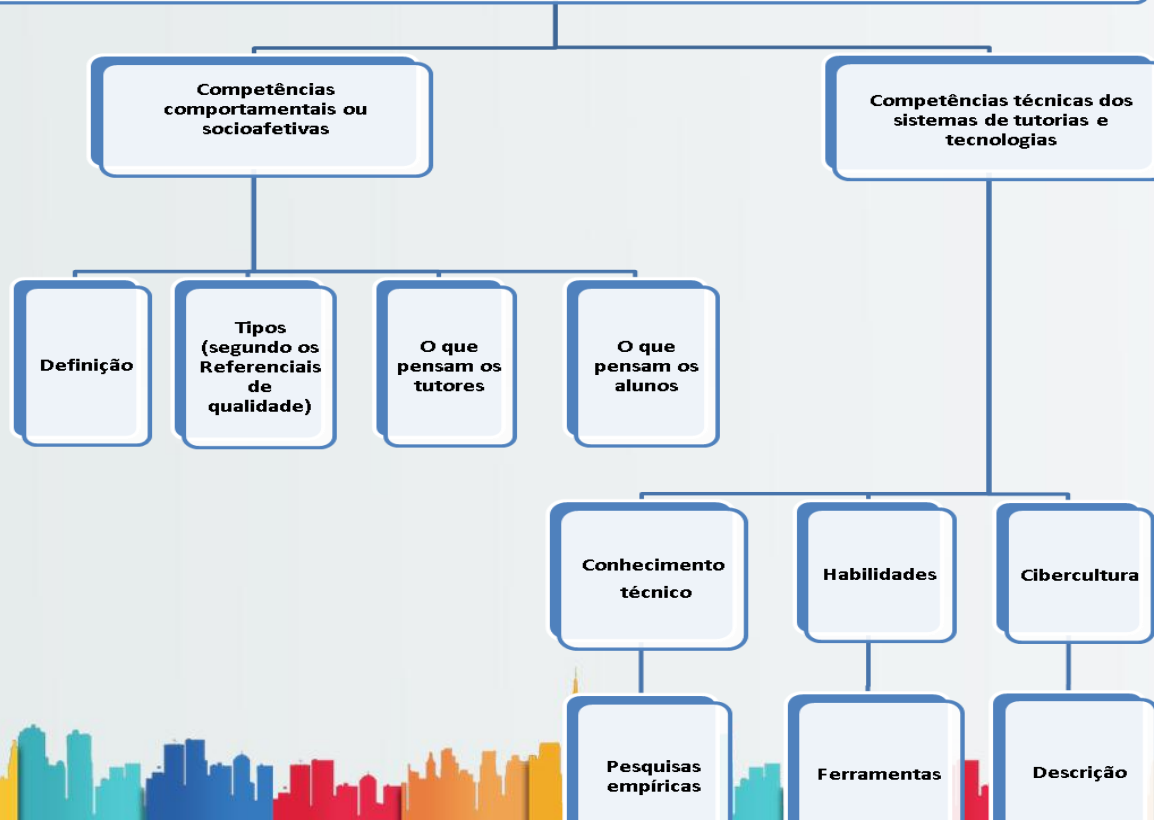 Competências
comportamentais ou
socioafetivas
Competências técnicas dos
sistemas de tutorias e
tecnologias
Definição
Tipos
(segundo os
Referenciais
de
qualidade)
O que
pensam os
tutores
O que
pensam os
alunos
Conhecimento
técnico
Habilidades
Cibercultura
Pesquisas
empíricas
Ferramentas
Descrição